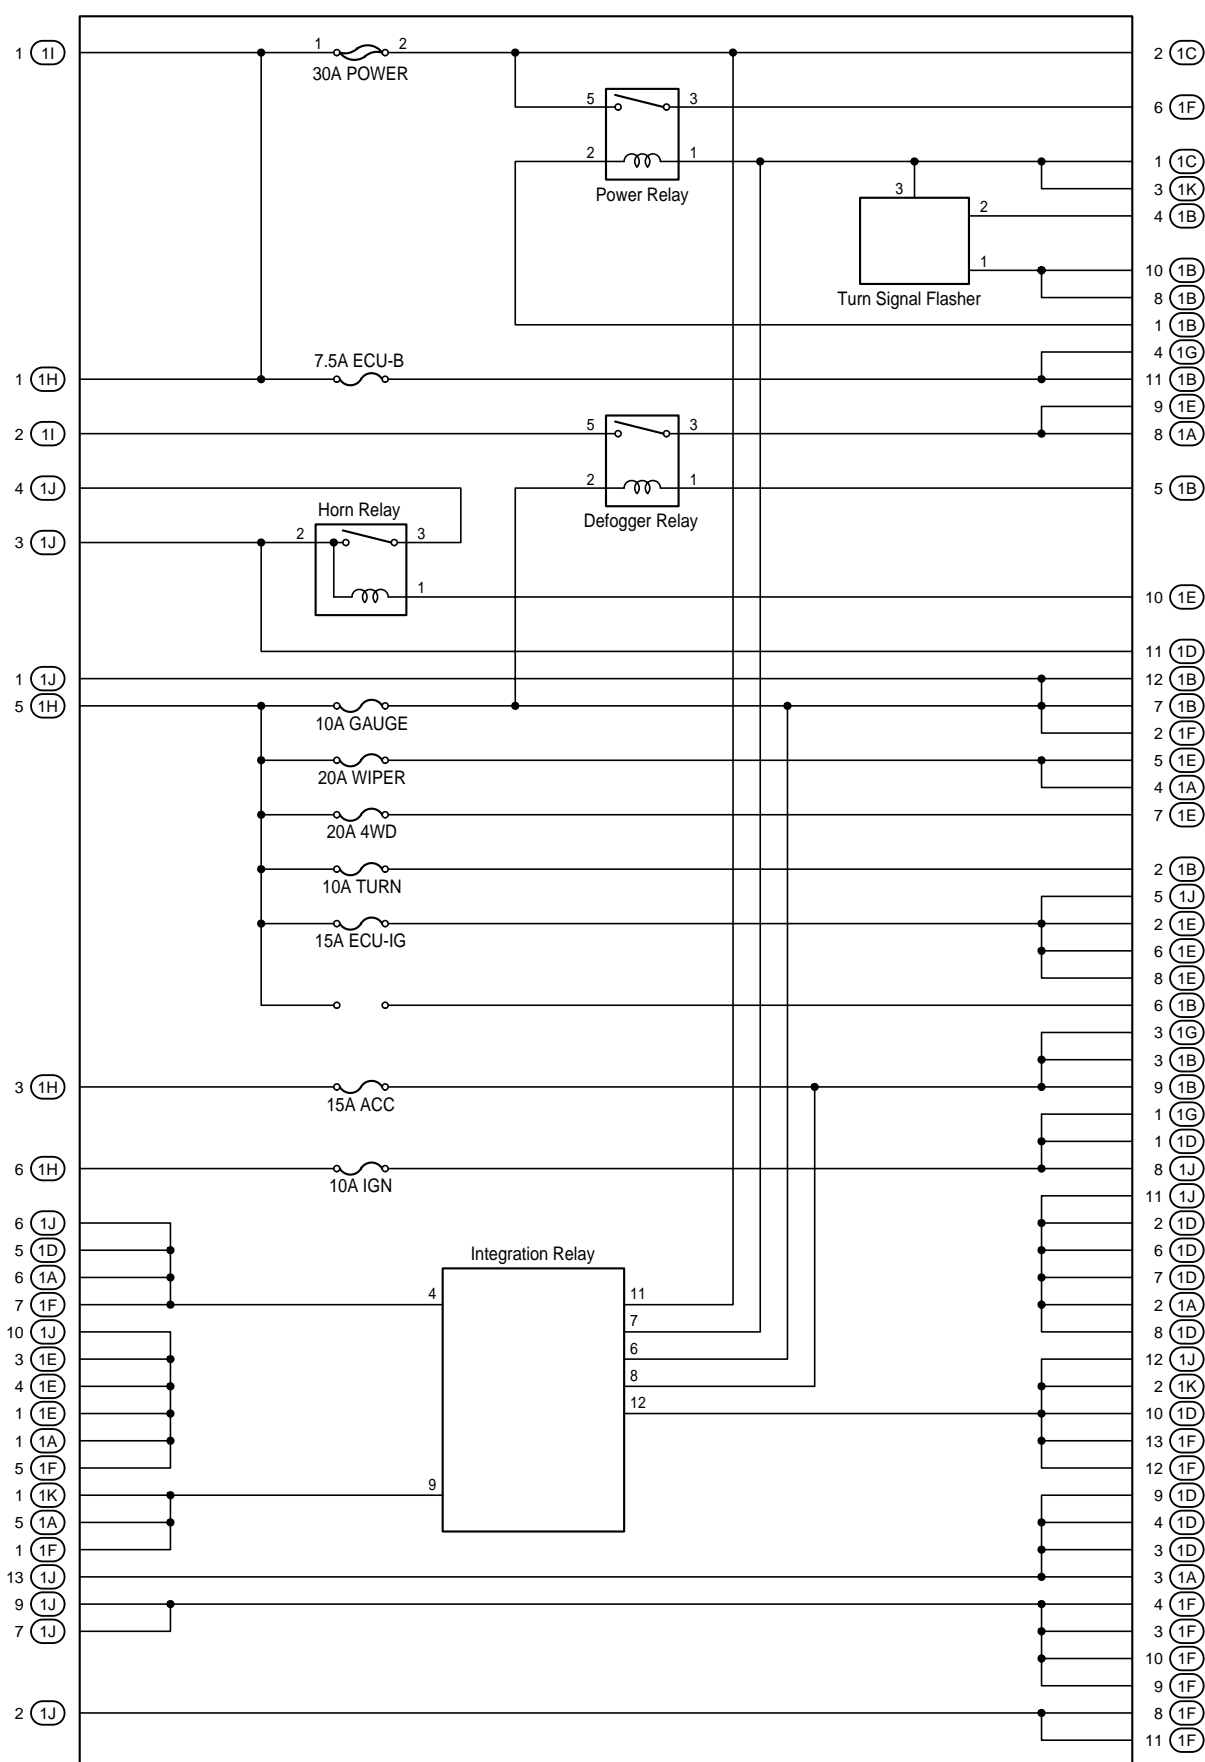 1 1I
1 2
30A POWER
2 1C
5 3
6 1F
2 1
Power Relay
1 1C
3 1K
3
2
4 1B
1
10 1B
Turn Signal Flasher
8 1B
1 1B
4 1G
7.5A ECU-B
1 1H
11 1B
9 1E
2 1I
5 3
8 1A
4 1J
2 1
5 1B
Horn Relay
Defogger Relay
3 1J
2 3
1
10 1E
11 1D
1 1J
12 1B
5 1H
7 1B
10A GAUGE
2 1F
5 1E
20A WIPER
4 1A
7 1E
20A 4WD
2 1B
10A TURN
5 1J
2 1E
15A ECU-IG
6 1E
8 1E
6 1B
3 1G
3 1B
3 1H
9 1B
15A ACC
1 1G
1 1D
6 1H
8 1J
10A IGN
11 1J
6 1J
2 1D
5 1D
6 1D
Integration Relay
6 1A
7 1D
7 1F
4 11
2 1A
10 1J
7
8 1D
3 1E
6
12 1J
4 1E
8
2 1K
1 1E
12
10 1D
1 1A
13 1F
5 1F
12 1F
1 1K
9
9 1D
5 1A
4 1D
1 1F
3 1D
13 1J
3 1A
9 1J
4 1F
7 1J
3 1F
10 1F
9 1F
2 1J
8 1F
11 1F